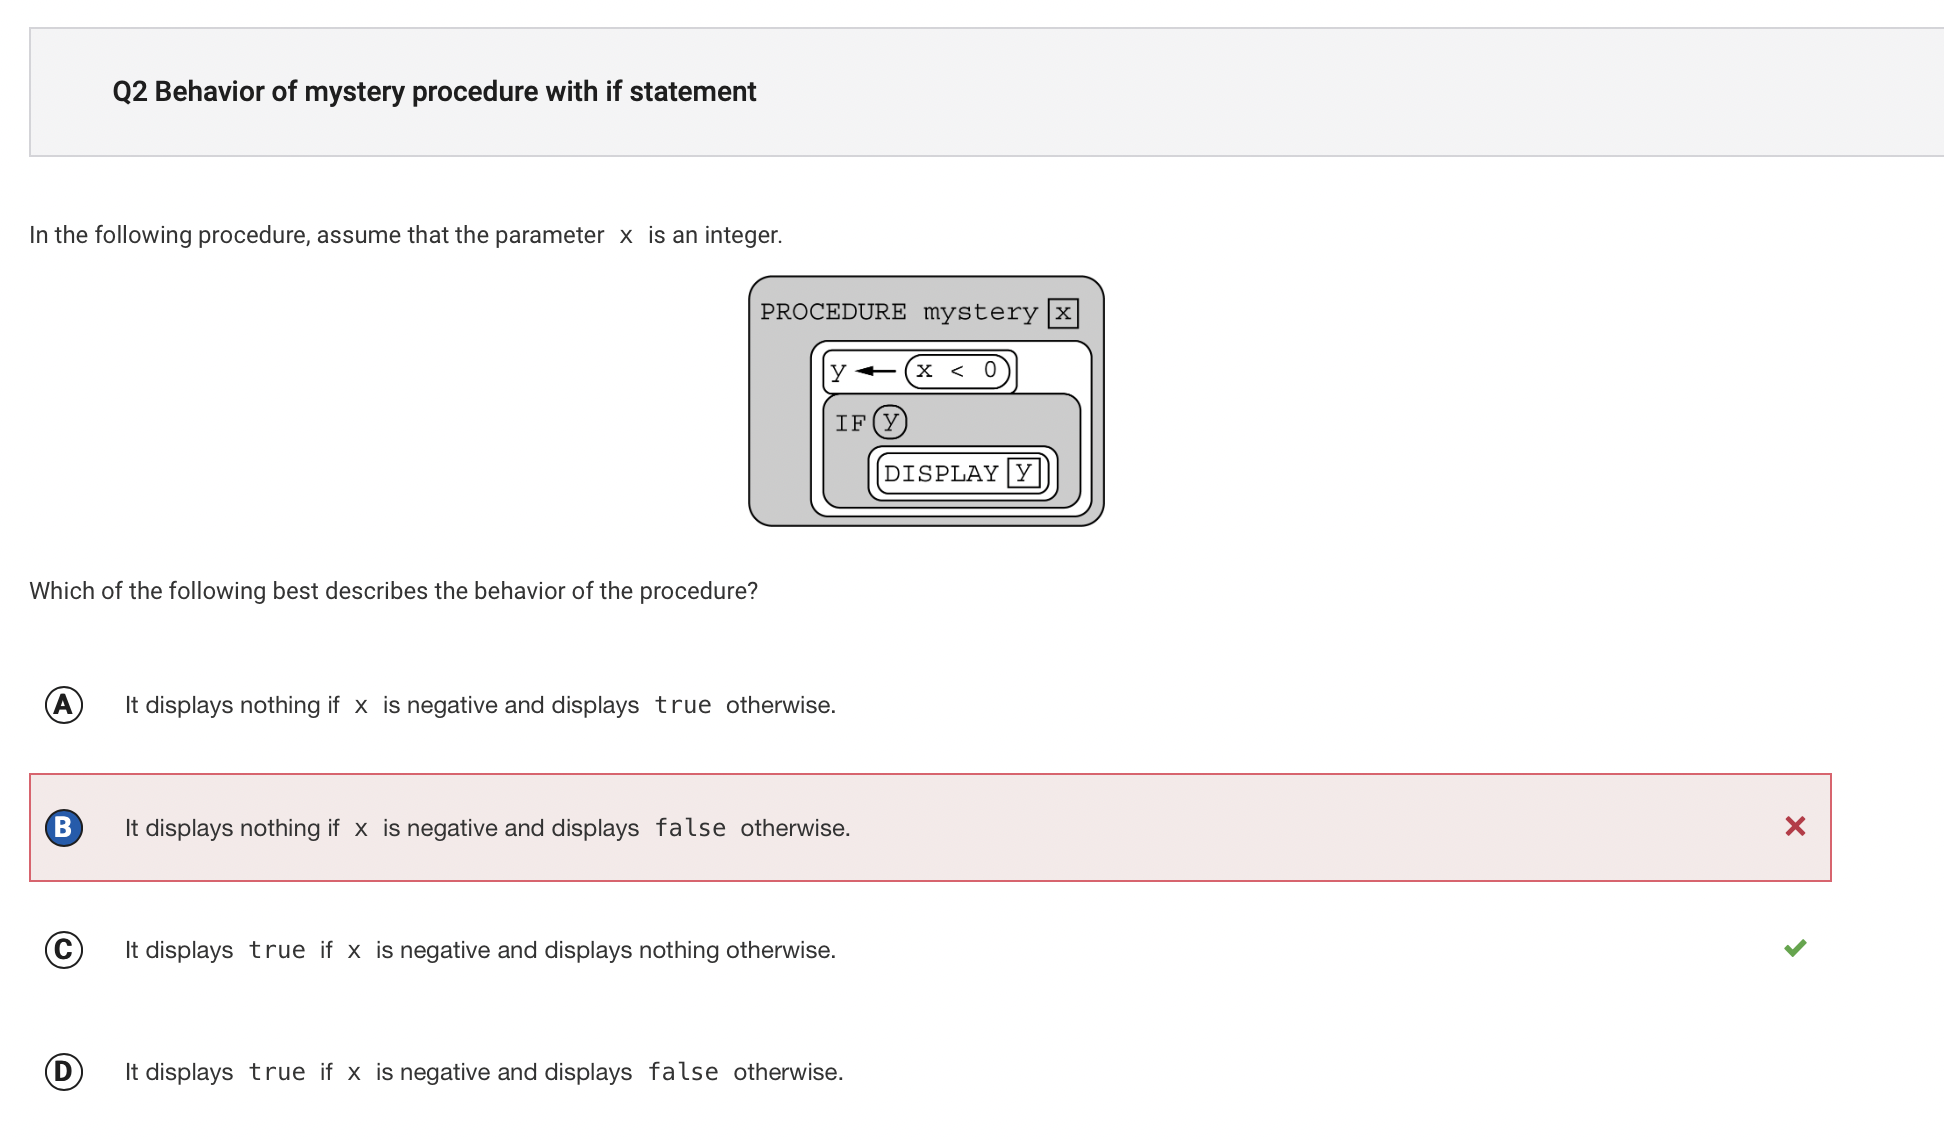 Q2 Behavior of mystery procedure with if statement
In the following procedure, assume that the parameter x is an integer.
PROCEDURE mystery x
y ← x < 0
IF y
DISPLAY y
Which of the following best describes the behavior of the procedure?
A It displays nothing if x is negative and displays true otherwise.
B It displays nothing if x is negative and displays false otherwise.
C It displays true if x is negative and displays nothing otherwise.
D It displays true if x is negative and displays false otherwise.